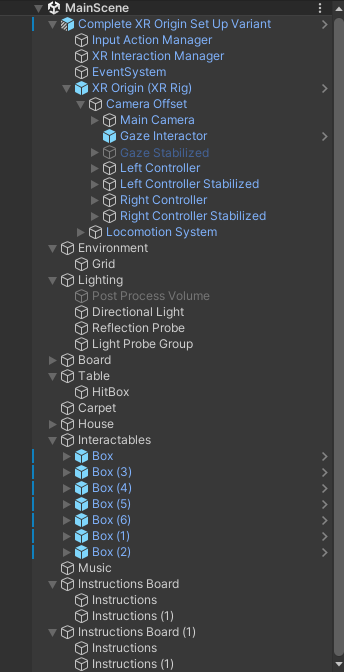 MainScene
Complete XR Origin Set Up Variant
Input Action Manager
XR Interaction Manager
EventSystem
XR Origin (XR Rig)
Camera Offset
Main Camera
Gaze Interactor
Gaze Stabilized
Left Controller
Left Controller Stabilized
Right Controller
Right Controller Stabilized
Locomotion System
Environment
Grid
Lighting
Post Process Volume
Directional Light
Reflection Probe
Light Probe Group
Board
Table
HitBox
Carpet
House
Interactables
Box
Box (3)
Box (4)
Box (5)
Box (6)
Box (1)
Box (2)
Music
Instructions Board
Instructions
Instructions (1)
Instructions Board (1)
Instructions
Instructions (1)